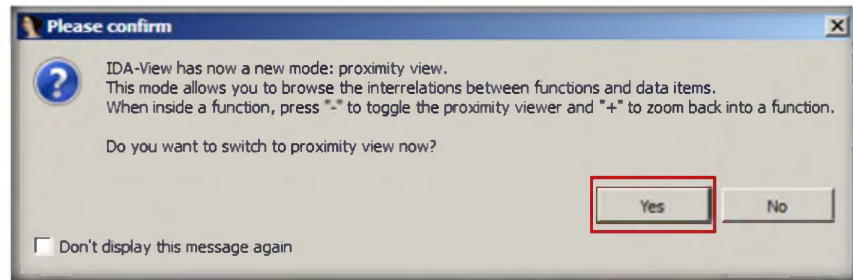 Please confirm
IDA-View has now a new mode: proximity view.
This mode allows you to browse the interrelations between functions and data items.
When inside a function, press "-" to toggle the proximity viewer and "+" to zoom back into a function.
Do you want to switch to proximity view now?
Yes
No
Don't display this message again